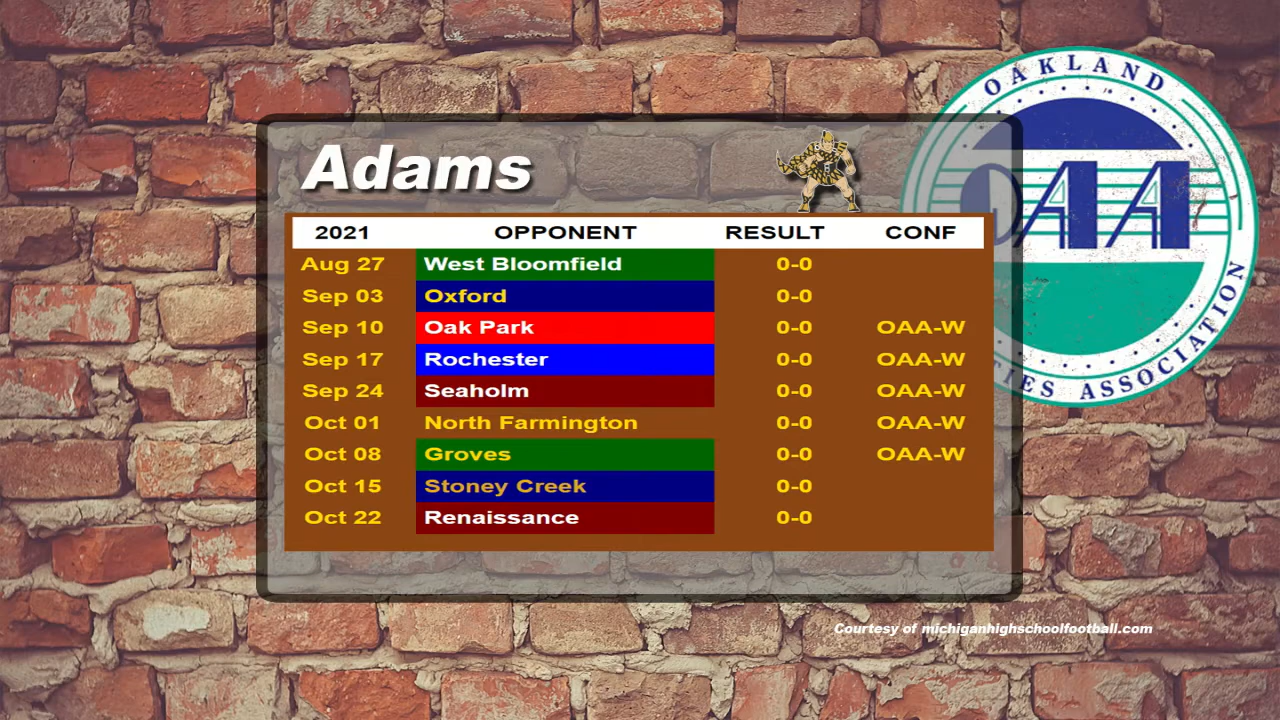 OAKLAND
OAA
IES ASSOCIATION
Adams
2021 OPPONENT RESULT CONF
Aug 27 West Bloomfield 0-0
Sep 03 Oxford 0-0
Sep 10 Oak Park 0-0 OAA-W
Sep 17 Rochester 0-0 OAA-W
Sep 24 Seaholm 0-0 OAA-W
Oct 01 North Farmington 0-0 OAA-W
Oct 08 Groves 0-0 OAA-W
Oct 15 Stoney Creek 0-0
Oct 22 Renaissance 0-0
Courtesy of michiganhighschoolfootball.com